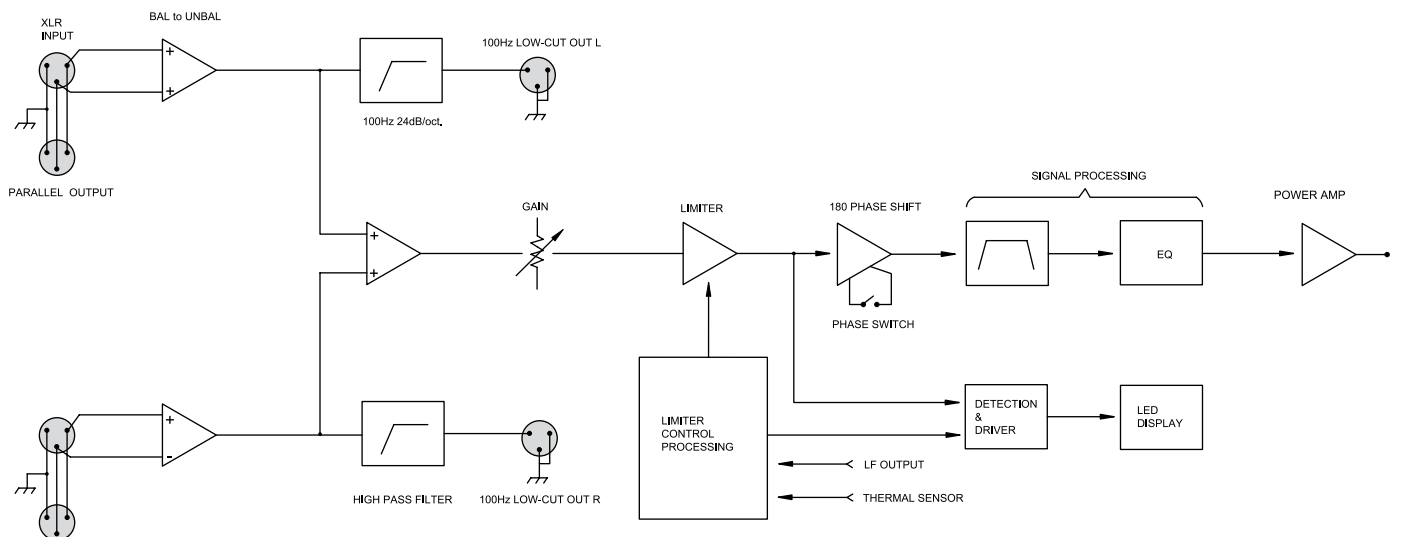 XLR
INPUT
BAL to UNBAL
+
+
100Hz LOW-CUT OUT L
100Hz 24dB/oct.
PARALLEL OUTPUT
SIGNAL PROCESSING
GAIN
LIMITER
180 PHASE SHIFT
POWER AMP
+
+
EQ
PHASE SWITCH
LIMITER
CONTROL
PROCESSING
DETECTION
&
DRIVER
LED
DISPLAY
+
-
LF OUTPUT
HIGH PASS FILTER
100Hz LOW-CUT OUT R
THERMAL SENSOR